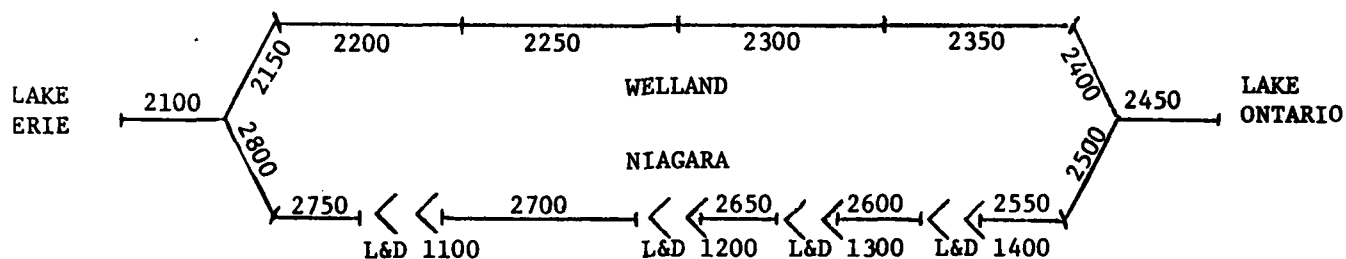 2200 2250 2300 2350
2150
2400
WELLAND
LAKE
ERIE
2100
2450
LAKE
ONTARIO
2800
NIAGARA
2500
2750 2700 2650 2600 2550
L&D 1100 L&D 1200 L&D 1300 L&D 1400